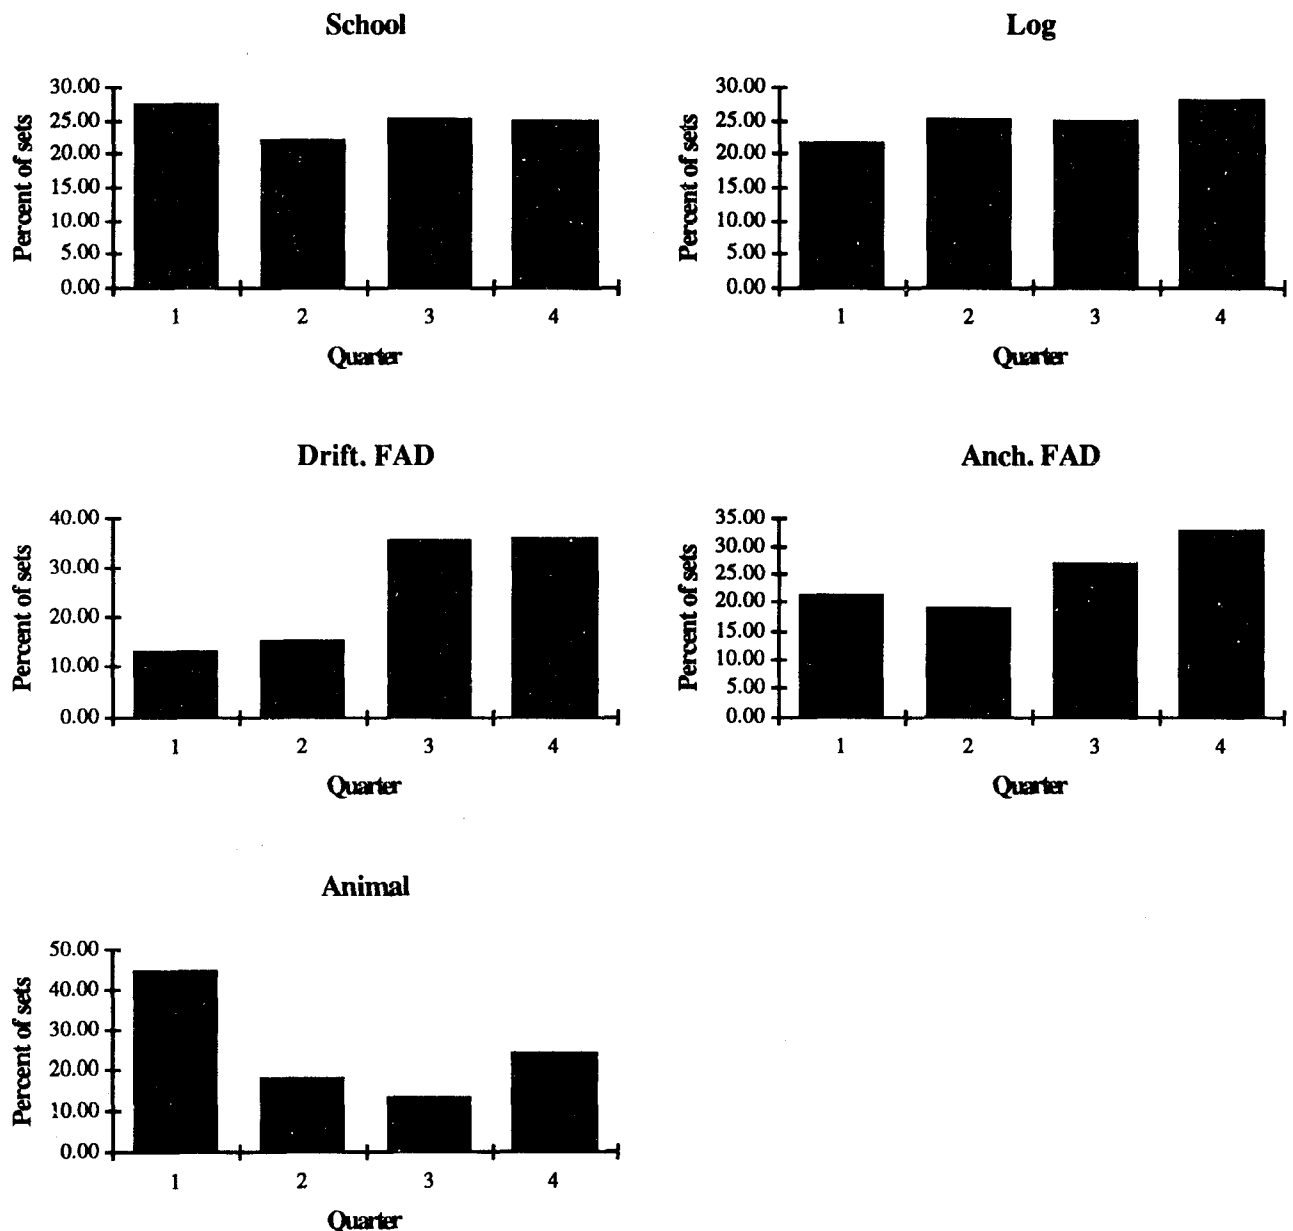 School
Percent of sets
30.00
25.00
20.00
15.00
10.00
5.00
0.00
1 2 3 4
Quarter
Log
Percent of sets
30.00
25.00
20.00
15.00
10.00
5.00
0.00
1 2 3 4
Quarter
Drift. FAD
Percent of sets
40.00
30.00
20.00
10.00
0.00
1 2 3 4
Quarter
Anch. FAD
Percent of sets
35.00
30.00
25.00
20.00
15.00
10.00
5.00
0.00
1 2 3 4
Quarter
Animal
Percent of sets
50.00
40.00
30.00
20.00
10.00
0.00
1 2 3 4
Quarter